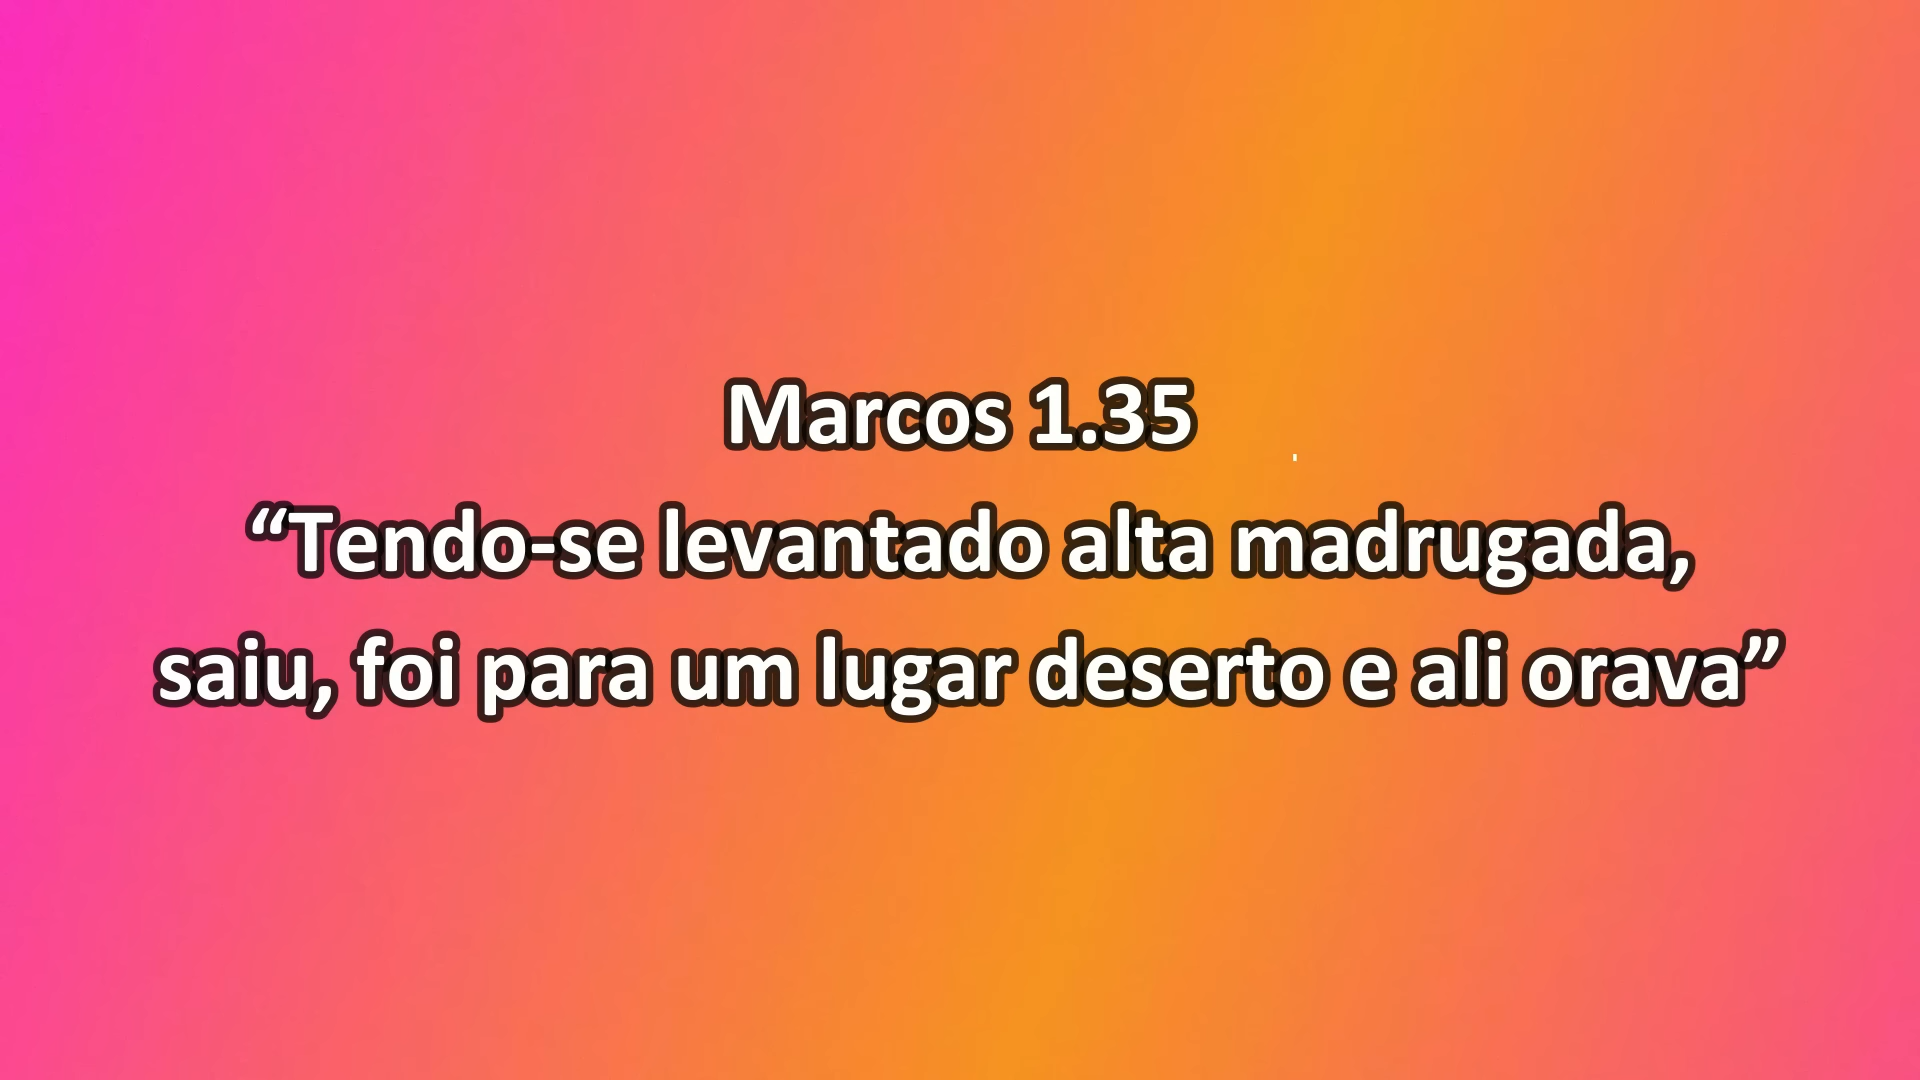 Marcos 1.35
“Tendo-se levantado alta madrugada,
saiu, foi para um lugar deserto e ali orava”